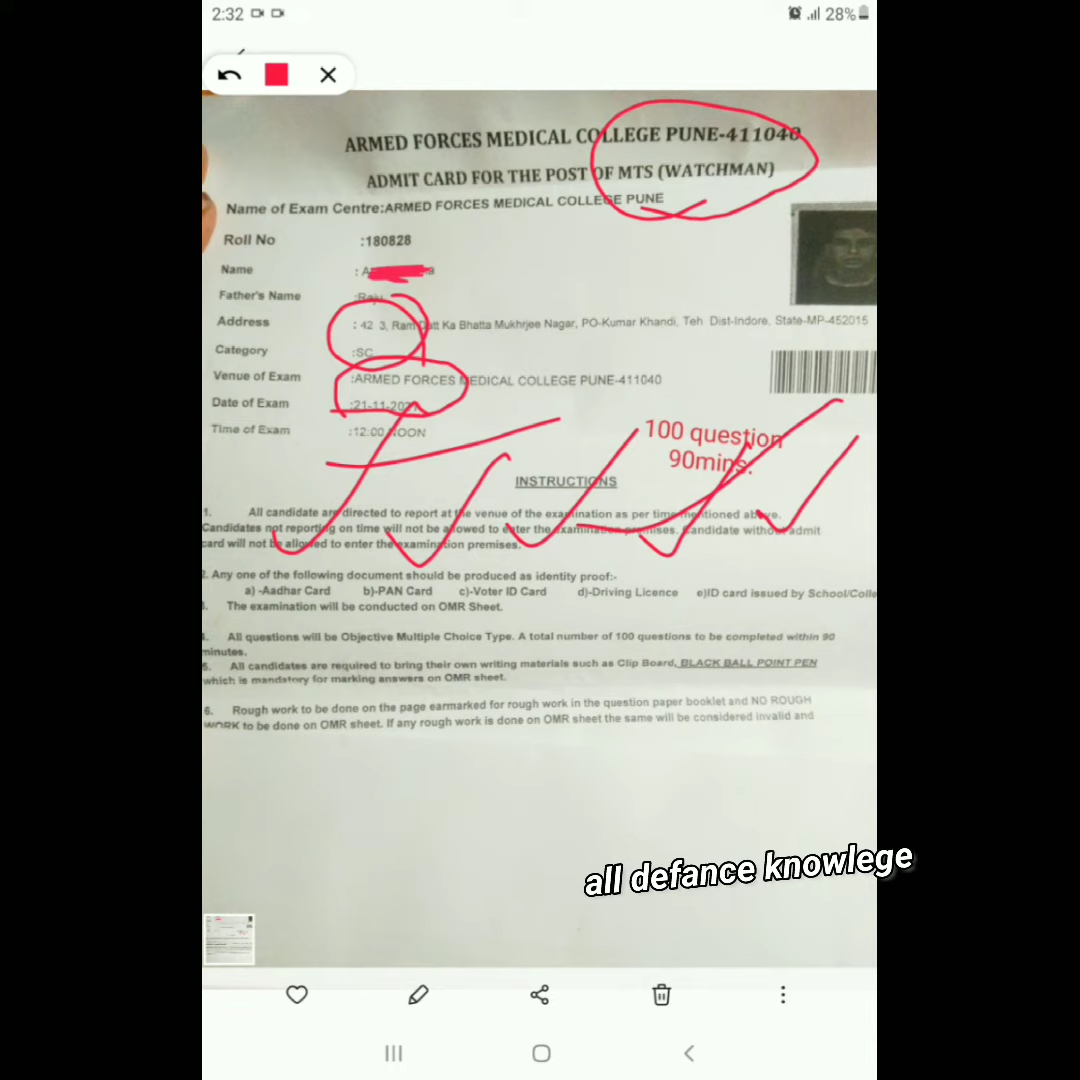 2:32 28%
ARMED FORCES MEDICAL COLLEGE PUNE-411040
ADMIT CARD FOR THE POST OF MTS (WATCHMAN)
Name of Exam Centre:ARMED FORCES MEDICAL COLLEGE PUNE
Roll No :180828
Name :
Father's Name :Raju
Address : 42 3, Ram Datt Ka Bhatta Mukhrjee Nagar, PO-Kumar Khandi, Teh Dist-Indore, State-MP-452015
Category :SC
Venue of Exam :ARMED FORCES MEDICAL COLLEGE PUNE-411040
Date of Exam :21-11-2021
Time of Exam :12:00 NOON
100 question
90mins.
INSTRUCTIONS
1. All candidate are directed to report at the venue of the examination as per time mentioned above.
Candidates not reporting on time will not be allowed to enter the examination premises. Candidate without admit
card will not be allowed to enter the examination premises.
2. Any one of the following document should be produced as identity proof:-
a) -Aadhar Card b)-PAN Card c)-Voter ID Card d)-Driving Licence e)ID card issued by School/Colle
The examination will be conducted on OMR Sheet.
All questions will be Objective Multiple Choice Type. A total number of 100 questions to be completed within 90
minutes.
5. All candidates are required to bring their own writing materials such as Clip Board, BLACK BALL POINT PEN
which is mandatory for marking answers on OMR sheet.
6. Rough work to be done on the page earmarked for rough work in the question paper booklet and NO ROUGH
WORK to be done on OMR sheet. If any rough work is done on OMR sheet the same will be considered invalid and
all defance knowlege